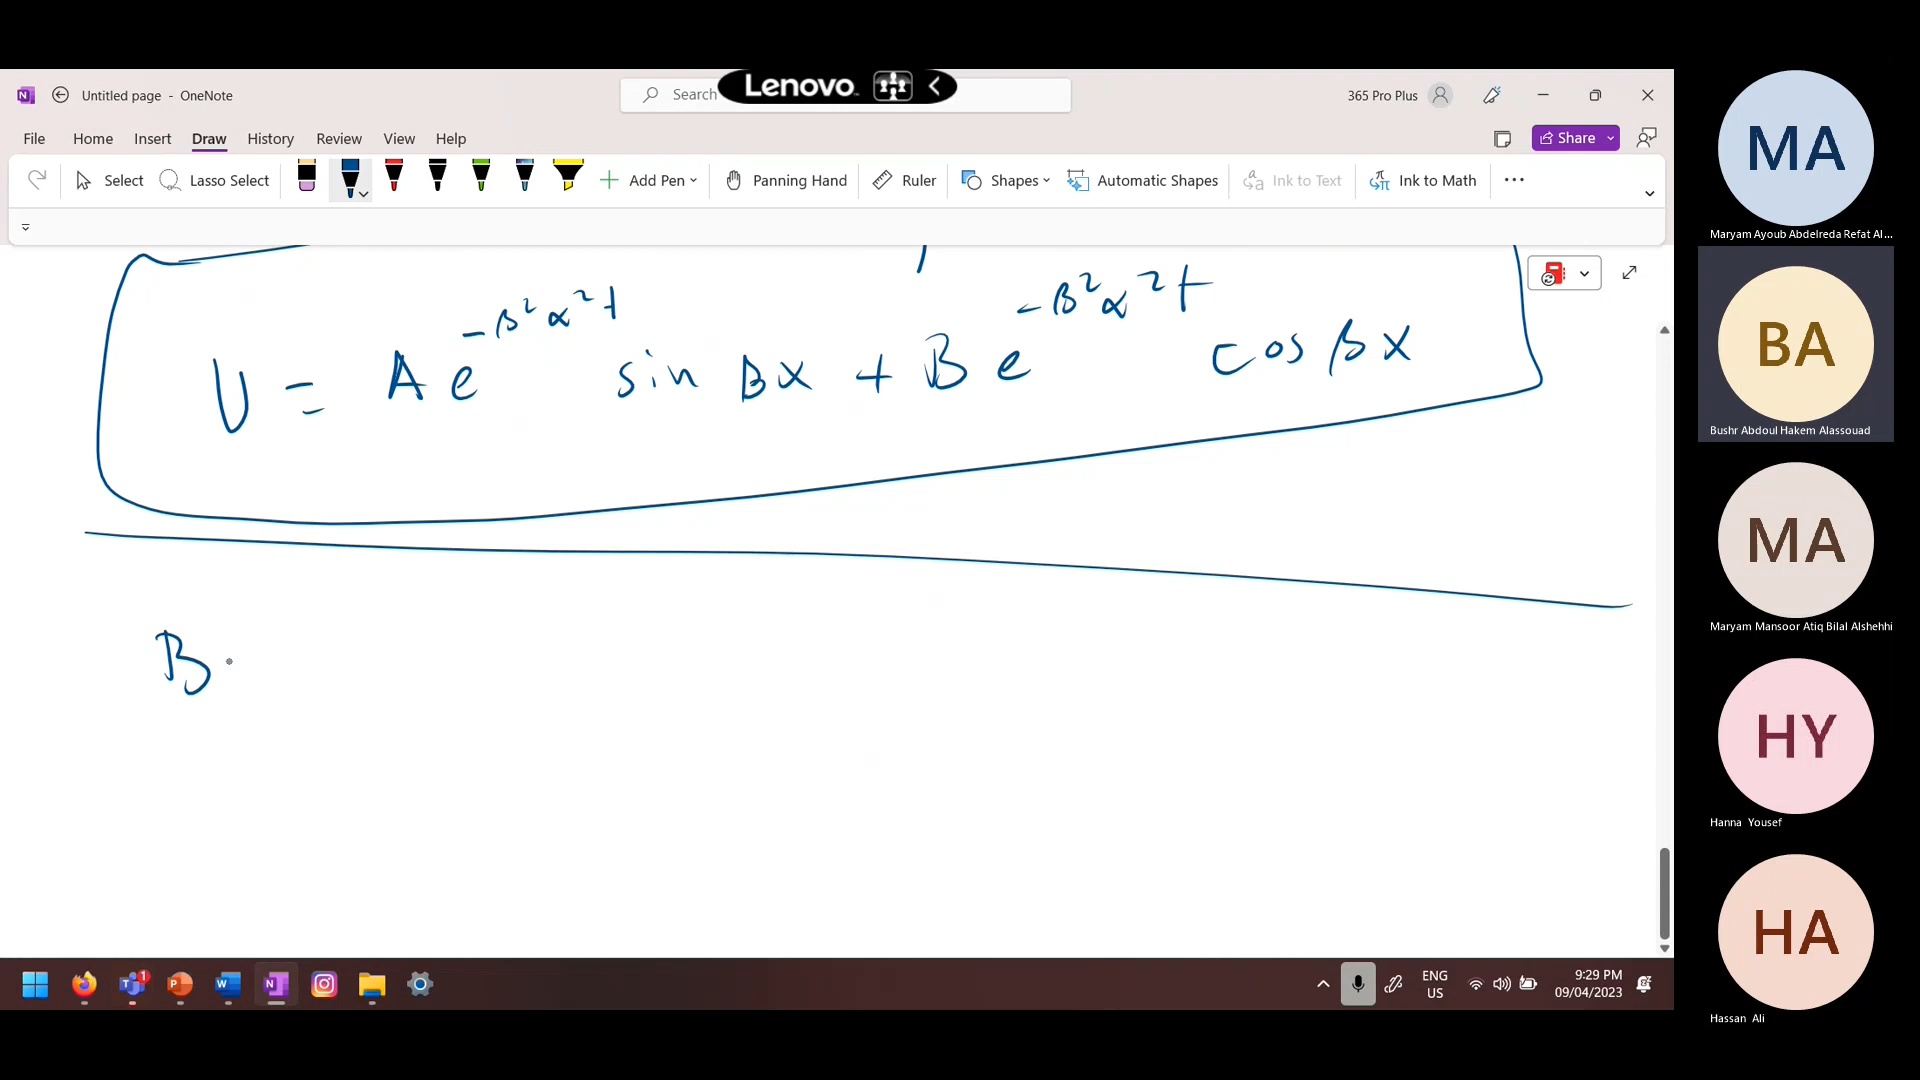 Lenovo
Untitled page - OneNote
Search
365 Pro Plus
File Home Insert Draw History Review View Help
Share
Select Lasso Select Add Pen Panning Hand Ruler Shapes Automatic Shapes Ink to Text Ink to Math
U = A e^{-β²α²t} sin βx + B e^{-β²α²t} cos βx
B
MA
Maryam Ayoub Abdelreda Refat Al...
BA
Bushr Abdoul Hakem Alassouad
MA
Maryam Mansoor Atiq Bilal Alshehhi
HY
Hanna Yousef
HA
Hassan Ali
1
ENG
US
9:29 PM
09/04/2023